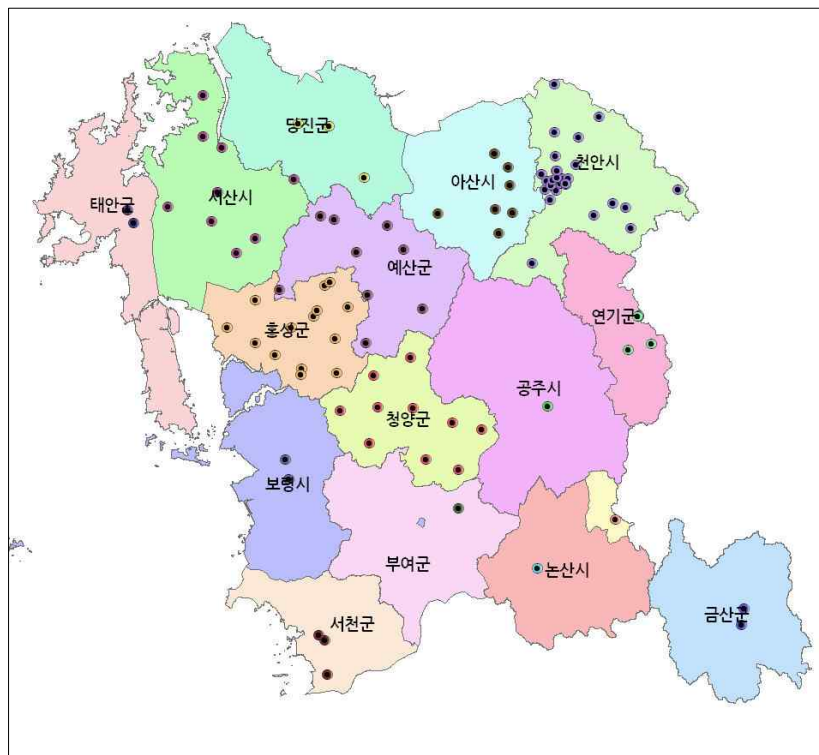 당진군
천안시
아산시
서산시
태안군
예산군
연기군
홍성군
공주시
청양군
보령시
부여군
논산시
금산군
서천군